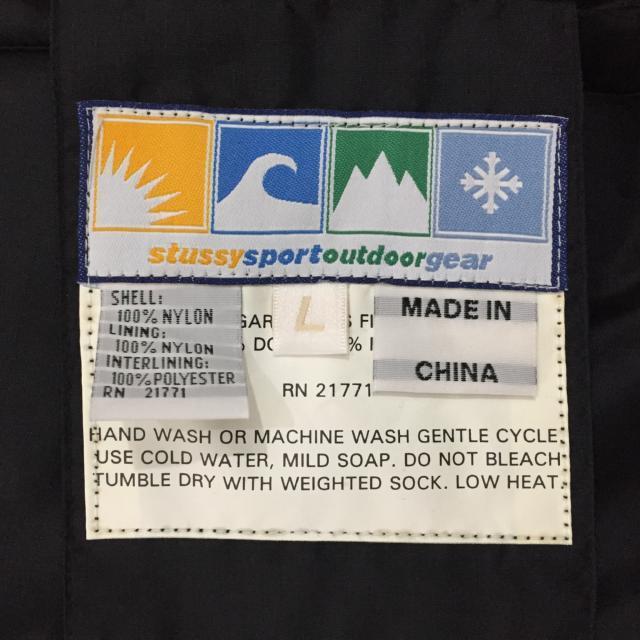 stussysportoutdoorgear
SHELL:
100% NYLON
LINING:
100% NYLON
INTERLINING:
100% POLYESTER
RN 21771
L
MADE IN
CHINA
RN 21771
HAND WASH OR MACHINE WASH GENTLE CYCLE
USE COLD WATER, MILD SOAP. DO NOT BLEACH
TUMBLE DRY WITH WEIGHTED SOCK. LOW HEAT.